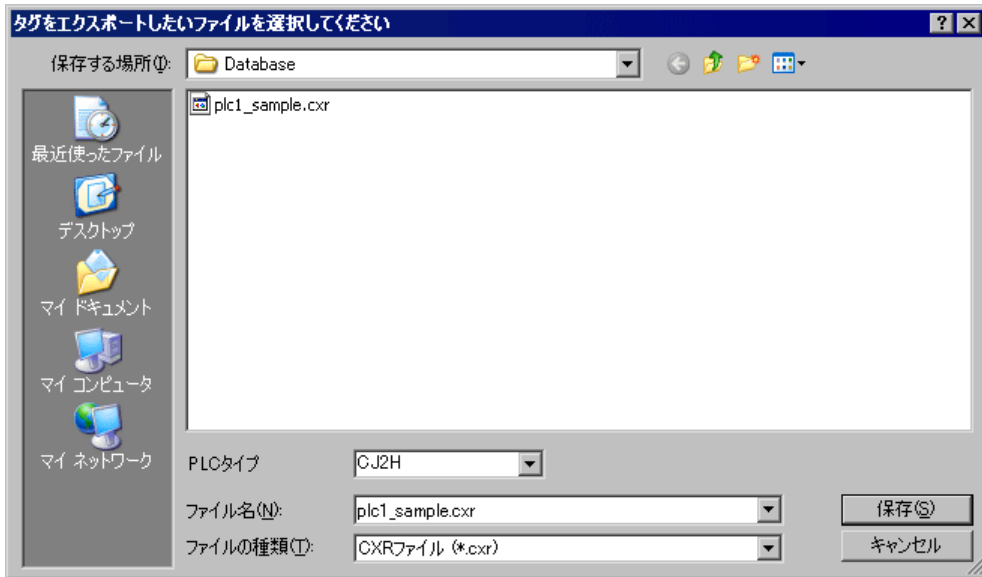 タグをエクスポートしたいファイルを選択してください
保存する場所(I): Database
plc1_sample.cxr
最近使ったファイル
デスクトップ
マイ ドキュメント
マイ コンピュータ
マイ ネットワーク
PLCタイプ CJ2H
ファイル名(N): plc1_sample.cxr 保存(S)
ファイルの種類(T): CXRファイル (*.cxr) キャンセル